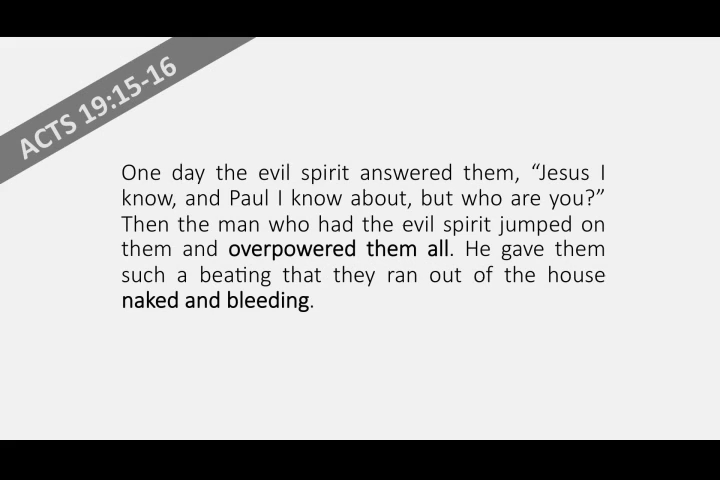 ACTS 19:15-16
One day the evil spirit answered them, “Jesus I
know, and Paul I know about, but who are you?”
Then the man who had the evil spirit jumped on
them and overpowered them all. He gave them
such a beating that they ran out of the house
naked and bleeding.